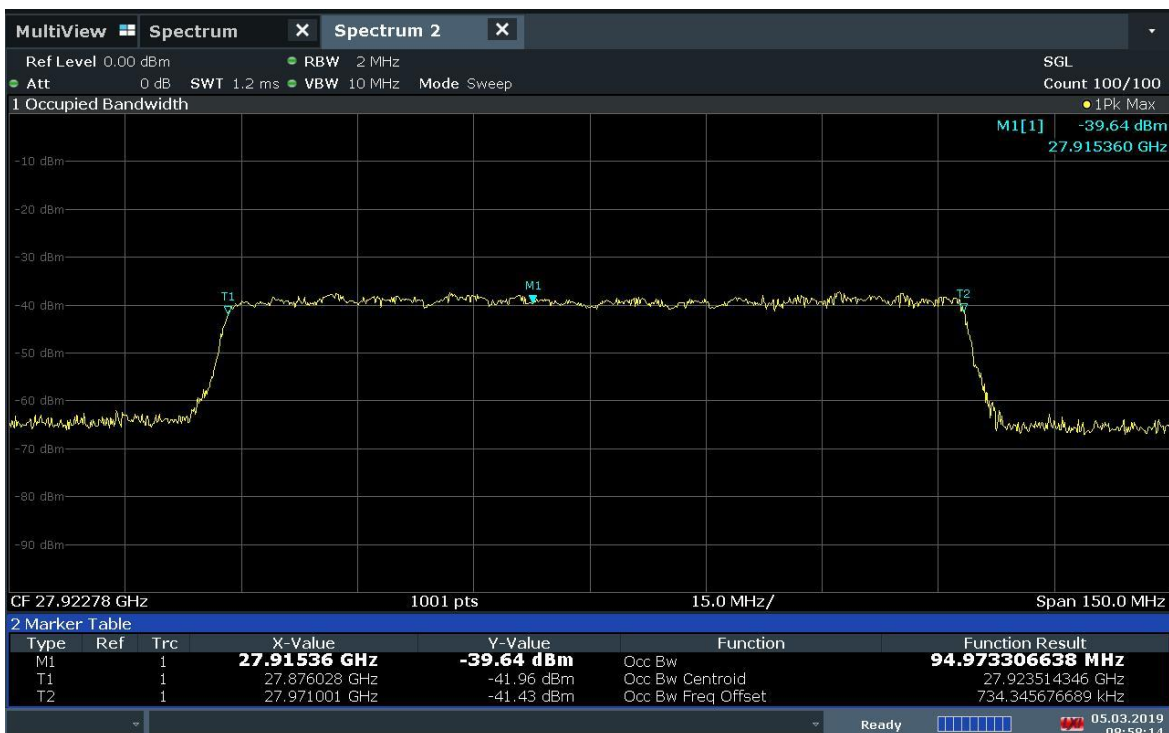 MultiView Spectrum X Spectrum 2 X
Ref Level 0.00 dBm RBW 2 MHz SGL
Att 0 dB SWT 1.2 ms VBW 10 MHz Mode Sweep Count 100/100
1 Occupied Bandwidth 1Pk Max
M1[1] -39.64 dBm
27.915360 GHz
-10 dBm
-20 dBm
-30 dBm
M1
T1 T2
-40 dBm
-50 dBm
-60 dBm
-70 dBm
-80 dBm
-90 dBm
CF 27.92278 GHz 1001 pts 15.0 MHz/ Span 150.0 MHz
2 Marker Table
Type Ref Trc X-Value Y-Value Function Function Result
M1 1 27.91536 GHz -39.64 dBm Occ Bw 94.973306638 MHz
T1 1 27.876028 GHz -41.96 dBm Occ Bw Centroid 27.923514346 GHz
T2 1 27.971001 GHz -41.43 dBm Occ Bw Freq Offset 734.345676689 kHz
Ready 05.03.2019